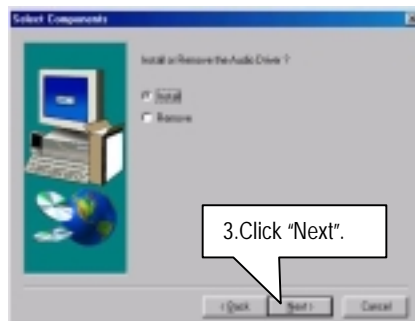 Select Components
Install or Remove the Audio Driver ?
Install
Remove
3.Click “Next”.
< Back
Next >
Cancel